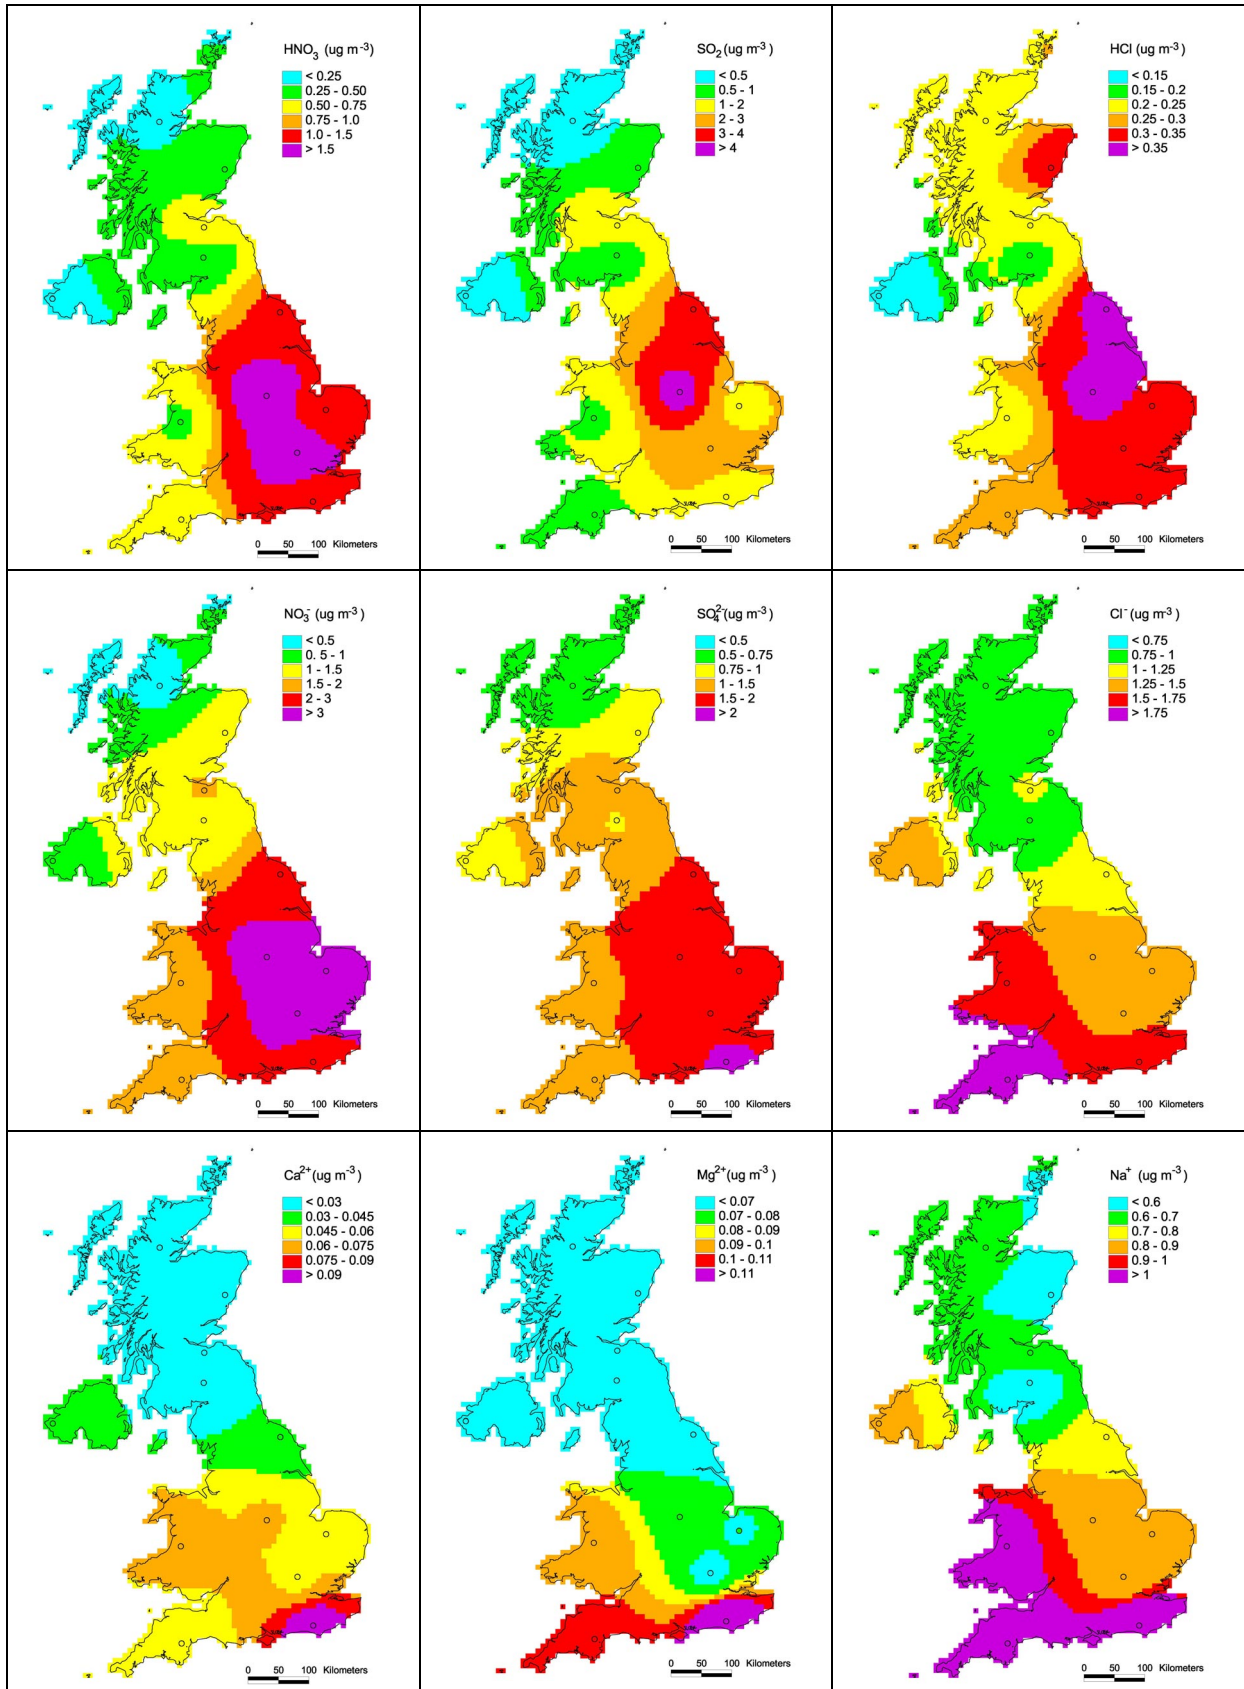 HNO3 (ug m-3)
< 0.25
0.25 - 0.50
0.50 - 0.75
0.75 - 1.0
1.0 - 1.5
> 1.5
0 50 100 Kilometers
SO2 (ug m-3)
< 0.5
0.5 - 1
1 - 2
2 - 3
3 - 4
> 4
0 50 100 Kilometers
HCl (ug m-3)
< 0.15
0.15 - 0.2
0.2 - 0.25
0.25 - 0.3
0.3 - 0.35
> 0.35
0 50 100 Kilometers
NO3- (ug m-3)
< 0.5
0.5 - 1
1 - 1.5
1.5 - 2
2 - 3
> 3
0 50 100 Kilometers
SO42- (ug m-3)
< 0.5
0.5 - 0.75
0.75 - 1
1 - 1.5
1.5 - 2
> 2
0 50 100 Kilometers
Cl- (ug m-3)
< 0.75
0.75 - 1
1 - 1.25
1.25 - 1.5
1.5 - 1.75
> 1.75
0 50 100 Kilometers
Ca2+ (ug m-3)
< 0.03
0.03 - 0.045
0.045 - 0.06
0.06 - 0.075
0.075 - 0.09
> 0.09
0 50 100 Kilometers
Mg2+ (ug m-3)
< 0.07
0.07 - 0.08
0.08 - 0.09
0.09 - 0.1
0.1 - 0.11
> 0.11
0 50 100 Kilometers
Na+ (ug m-3)
< 0.6
0.6 - 0.7
0.7 - 0.8
0.8 - 0.9
0.9 - 1
> 1
0 50 100 Kilometers